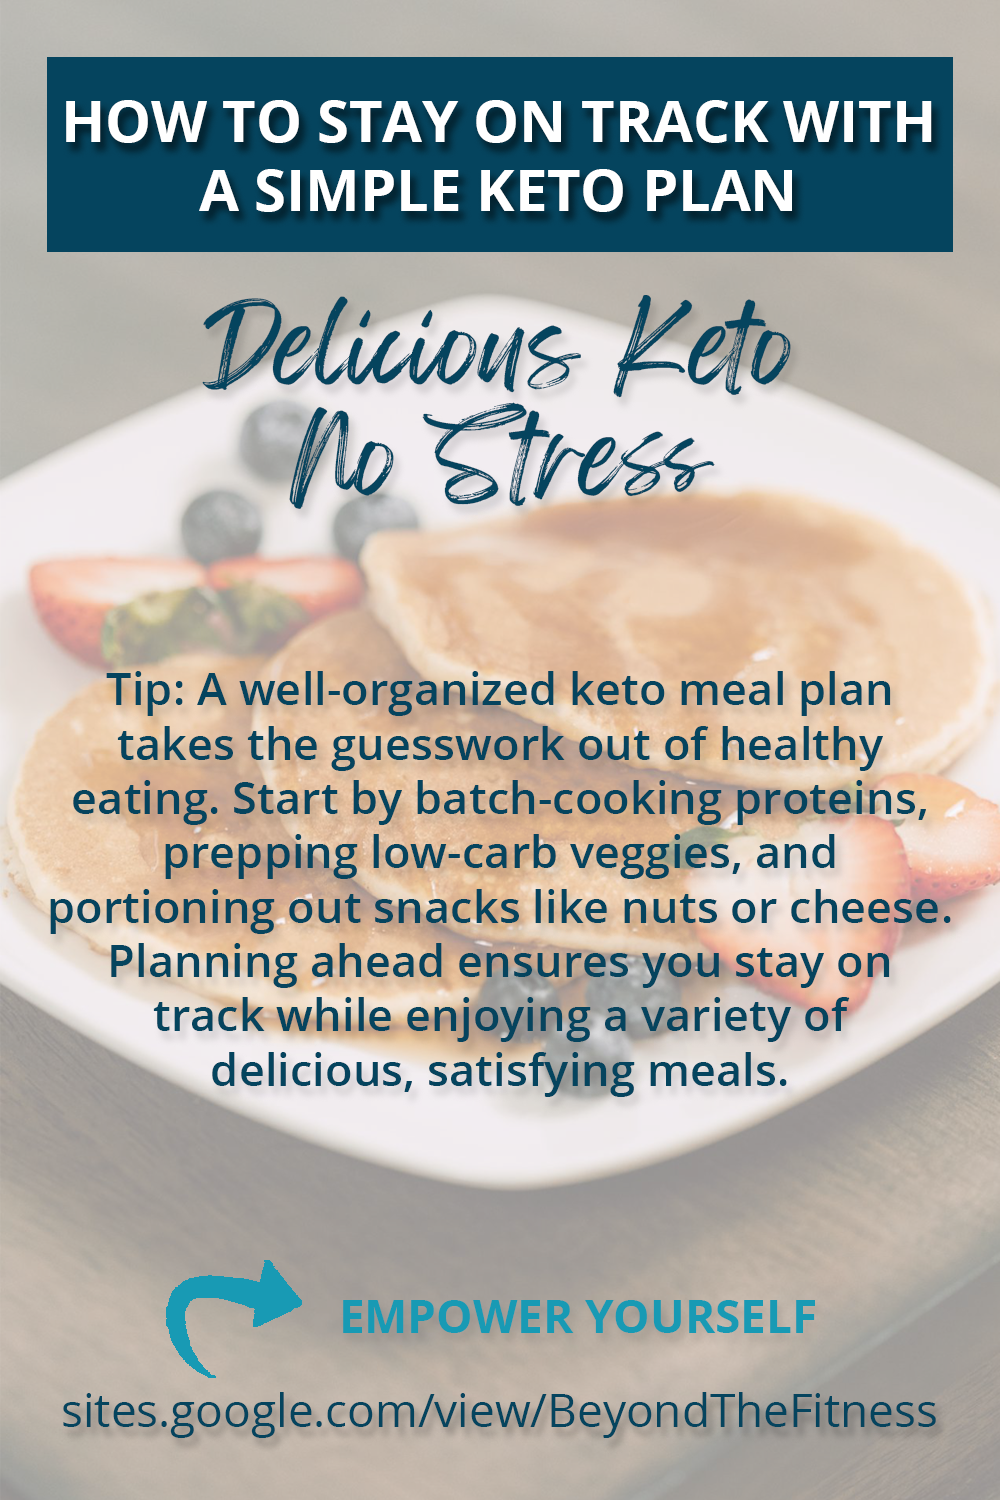 HOW TO STAY ON TRACK WITH
A SIMPLE KETO PLAN
Delicious Keto
No Stress
Tip: A well-organized keto meal plan
takes the guesswork out of healthy
eating. Start by batch-cooking proteins,
prepping low-carb veggies, and
portioning out snacks like nuts or cheese.
Planning ahead ensures you stay on
track while enjoying a variety of
delicious, satisfying meals.
EMPOWER YOURSELF
sites.google.com/view/BeyondTheFitness